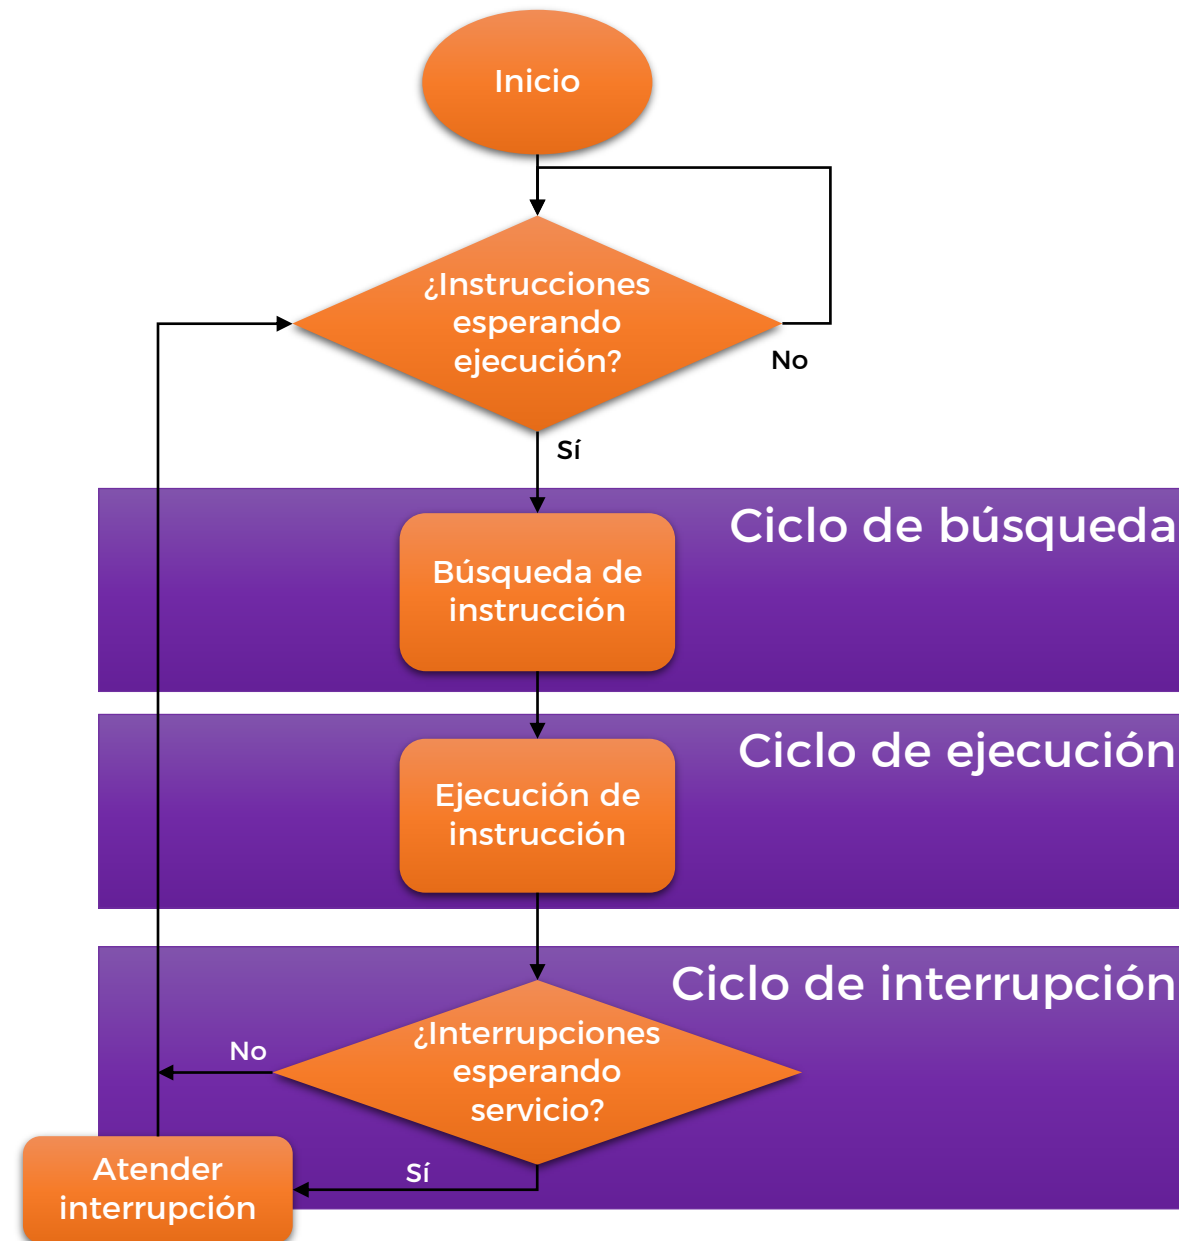 Inicio
¿Instrucciones
esperando
ejecución?
No
Sí
Ciclo de búsqueda
Búsqueda de
instrucción
Ciclo de ejecución
Ejecución de
instrucción
Ciclo de interrupción
¿Interrupciones
esperando
servicio?
No
Sí
Atender
interrupción